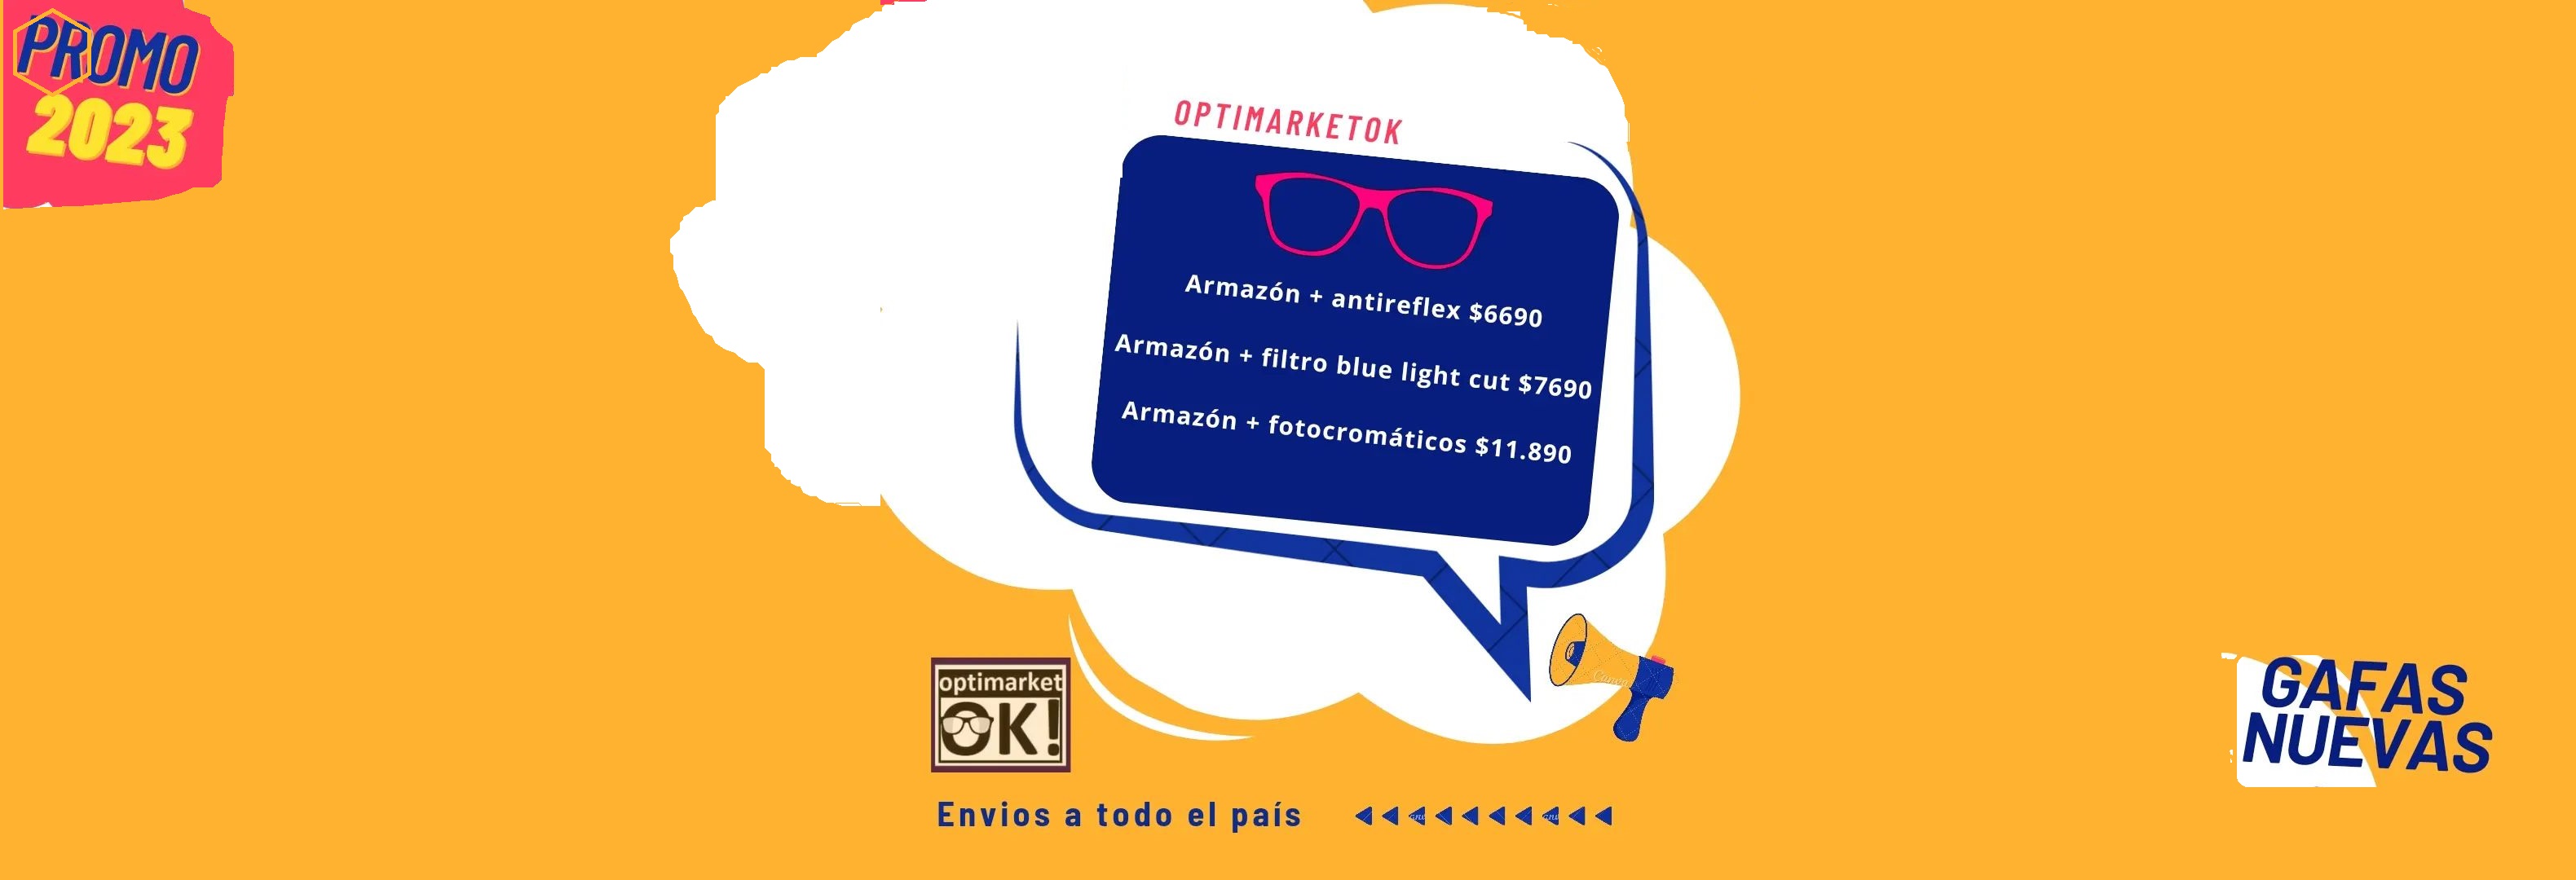 PROMO
2023
OPTIMARKETOK
Armazón + antireflex $6690
Armazón + filtro blue light cut $7690
Armazón + fotocromáticos $11.890
optimarket
OK!
GAFAS
NUEVAS
Envios a todo el país